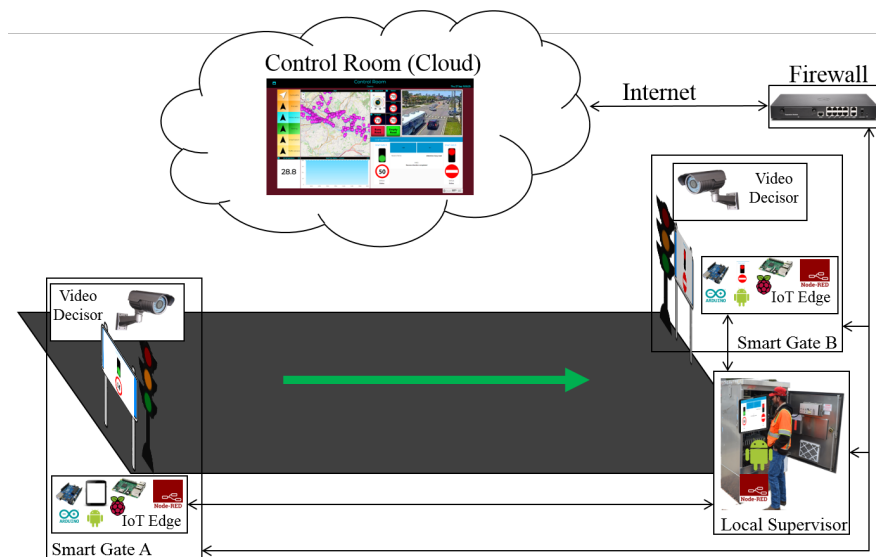 Control Room (Cloud)
Control Room
28.8
50
Internet
Firewall
Video
Decisor
ARDUINO
Node-RED
IoT Edge
Smart Gate B
Video
Decisor
ARDUINO
Node-RED
IoT Edge
Smart Gate A
Node-RED
Local Supervisor